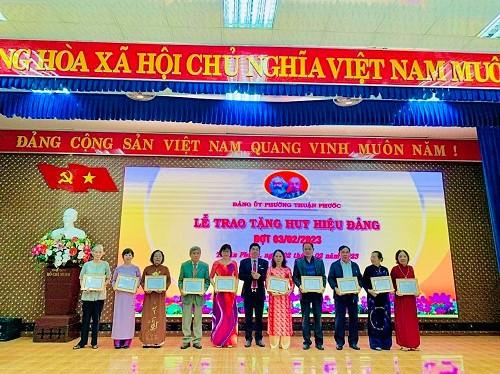 NG HÒA XÃ HỘI CHỦ NGHĨA VIỆT NAM MUÔ
ĐẢNG CỘNG SẢN VIỆT NAM QUANG VINH MUÔN NĂM !
ĐẢNG ỦY PHƯỜNG THUẬN PHƯỚC
LỄ TRAO TẶNG HUY HIỆU ĐẢNG
ĐỢT 03/02/2023